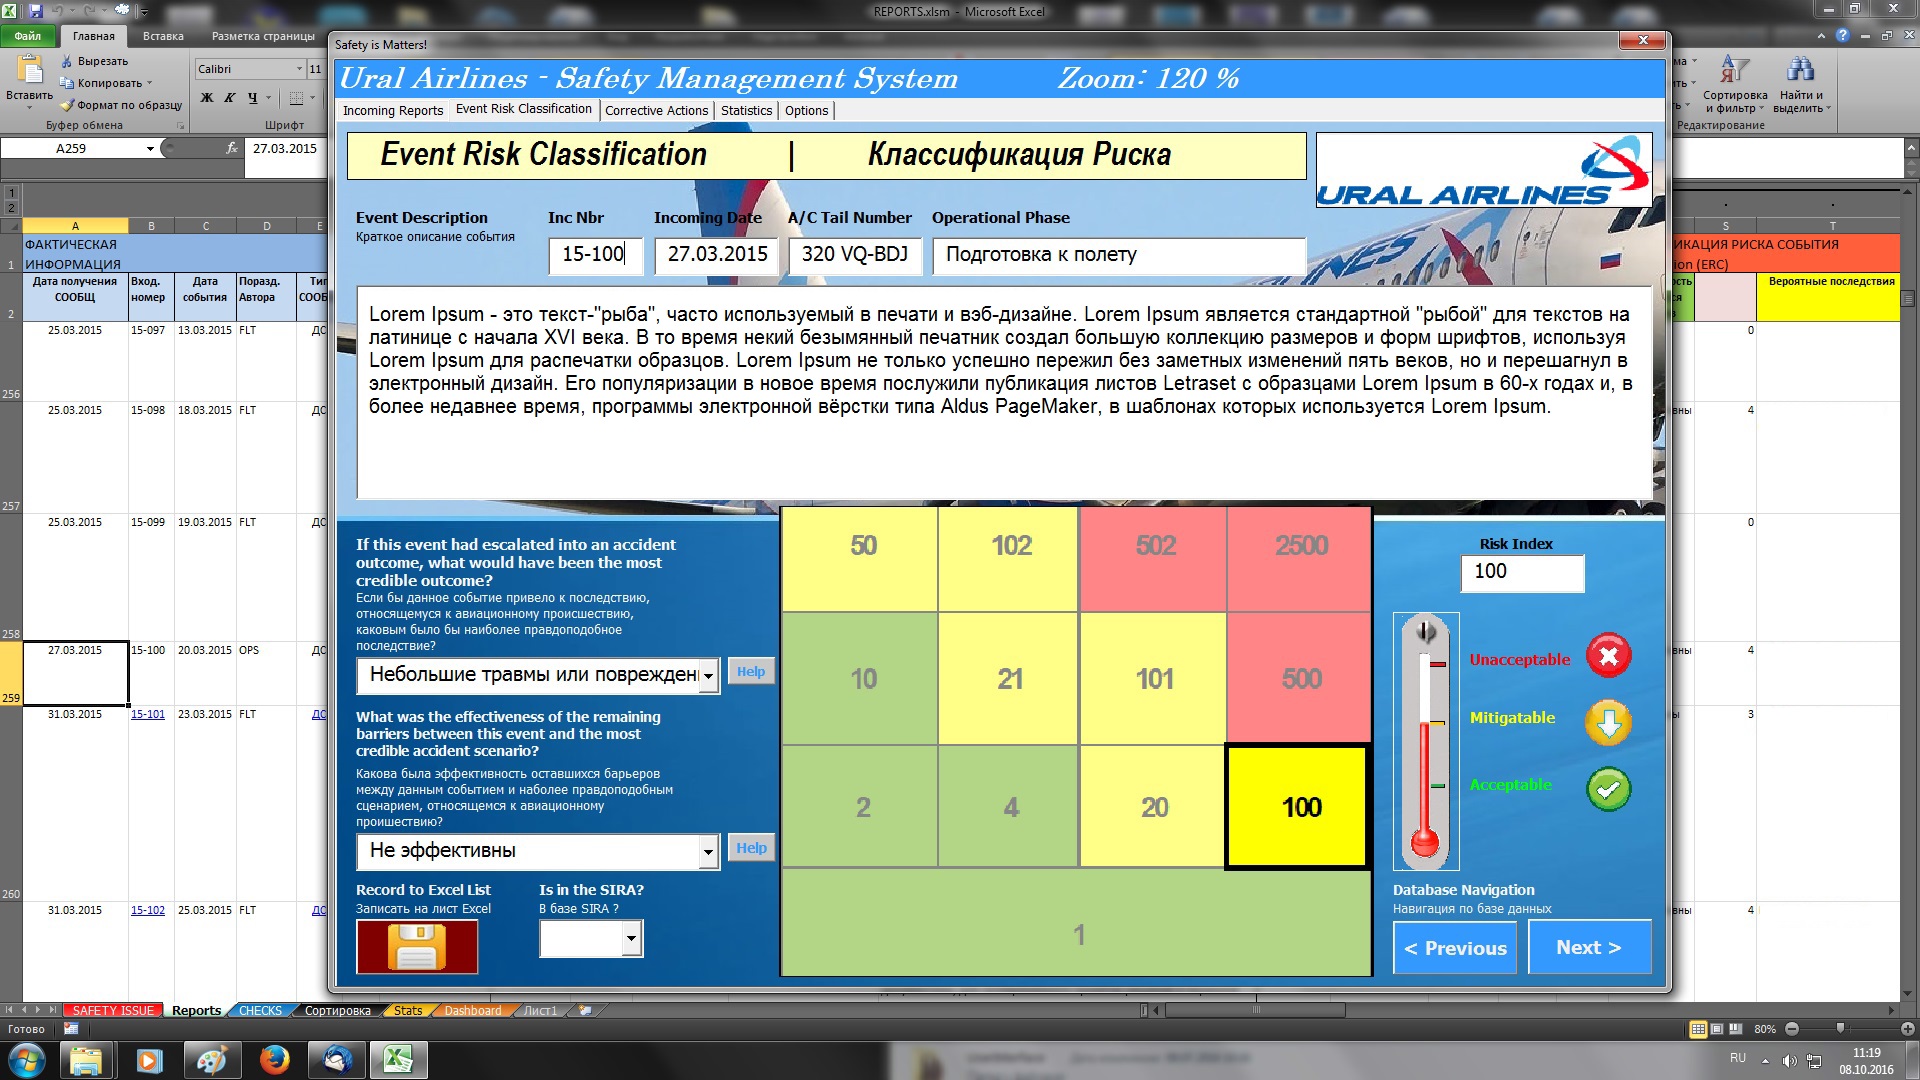 REPORTS.xlsm - Microsoft Excel
Файл
Главная
Вставка
Разметка страницы
Вставить
Вырезать
Копировать
Формат по образцу
Буфер обмена
Calibri
11
Ж К Ч
Шрифт
Сортировка
и фильтр
Найти и
выделить
Редактирование
A259
fx
27.03.2015
Safety is Matters!
Ural Airlines - Safety Management System
Zoom: 120 %
Incoming Reports
Event Risk Classification
Corrective Actions
Statistics
Options
Event Risk Classification | Классификация Риска
URAL AIRLINES
Event Description
Краткое описание события
Inc Nbr
Incoming Date
A/C Tail Number
Operational Phase
15-100
27.03.2015
320 VQ-BDJ
Подготовка к полету
Lorem Ipsum - это текст-"рыба", часто используемый в печати и вэб-дизайне. Lorem Ipsum является стандартной "рыбой" для текстов на
латинице с начала XVI века. В то время некий безымянный печатник создал большую коллекцию размеров и форм шрифтов, используя
Lorem Ipsum для распечатки образцов. Lorem Ipsum не только успешно пережил без заметных изменений пять веков, но и перешагнул в
электронный дизайн. Его популяризации в новое время послужили публикация листов Letraset с образцами Lorem Ipsum в 60-х годах и, в
более недавнее время, программы электронной вёрстки типа Aldus PageMaker, в шаблонах которых используется Lorem Ipsum.
If this event had escalated into an accident
outcome, what would have been the most
credible outcome?
Если бы данное событие привело к последствию,
относящемуся к авиационному происшествию,
каковым было бы наиболее правдоподобное
последствие?
Небольшие травмы или поврежден
Help
What was the effectiveness of the remaining
barriers between this event and the most
credible accident scenario?
Какова была эффективность оставшихся барьеров
между данным событием и наболее правдоподобным
сценарием, относящемся к авиационному
проишествию?
Не эффективны
Help
Record to Excel List
Записать на лист Excel
Is in the SIRA?
В базе SIRA ?
50 102 502 2500
10 21 101 500
2 4 20 100
1
Risk Index
100
Unacceptable
Mitigatable
Acceptable
Database Navigation
Навигация по базе данных
< Previous
Next >
1
2
A B C D E
S T
1
ФАКТИЧЕСКАЯ
ИНФОРМАЦИЯ
ИКАЦИЯ РИСКА СОБЫТИЯ
ion (ERC)
2
Дата получения
СООБЩ
Вход.
номер
Дата
события
Поразд.
Автора
Тип
СООБ
Вероятные последствия
256 25.03.2015 15-097 13.03.2015 FLT ДС 0
257 25.03.2015 15-098 18.03.2015 FLT ДС вны 4
258 25.03.2015 15-099 19.03.2015 FLT ДС 0
259 27.03.2015 15-100 20.03.2015 OPS ДС вны 4
260 31.03.2015 15-101 23.03.2015 FLT ДС ы 3
31.03.2015 15-102 25.03.2015 FLT ДС вны 4
SAFETY ISSUE
Reports
CHECKS
Сортировка
Stats
Dashboard
Лист1
Готово
80%
RU
11:19
08.10.2016